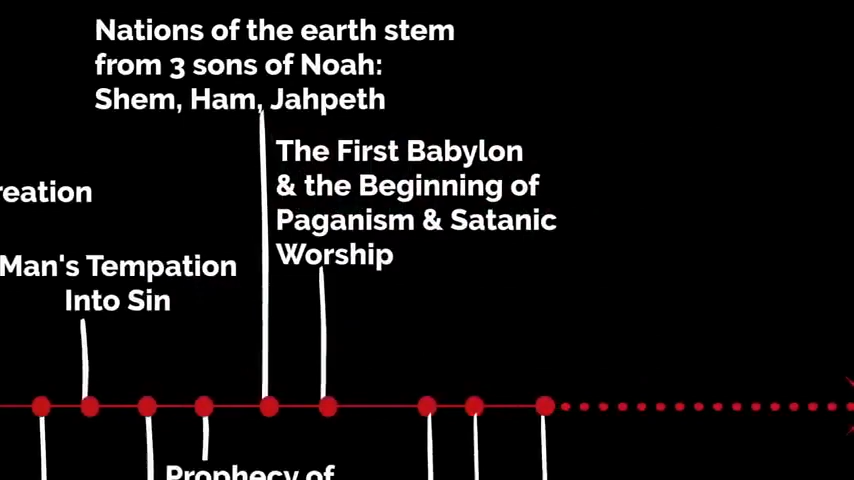 Nations of the earth stem
from 3 sons of Noah:
Shem, Ham, Jahpeth
The First Babylon
& the Beginning of
Paganism & Satanic
Worship
reation
Man's Tempation
Into Sin
Prophecy of